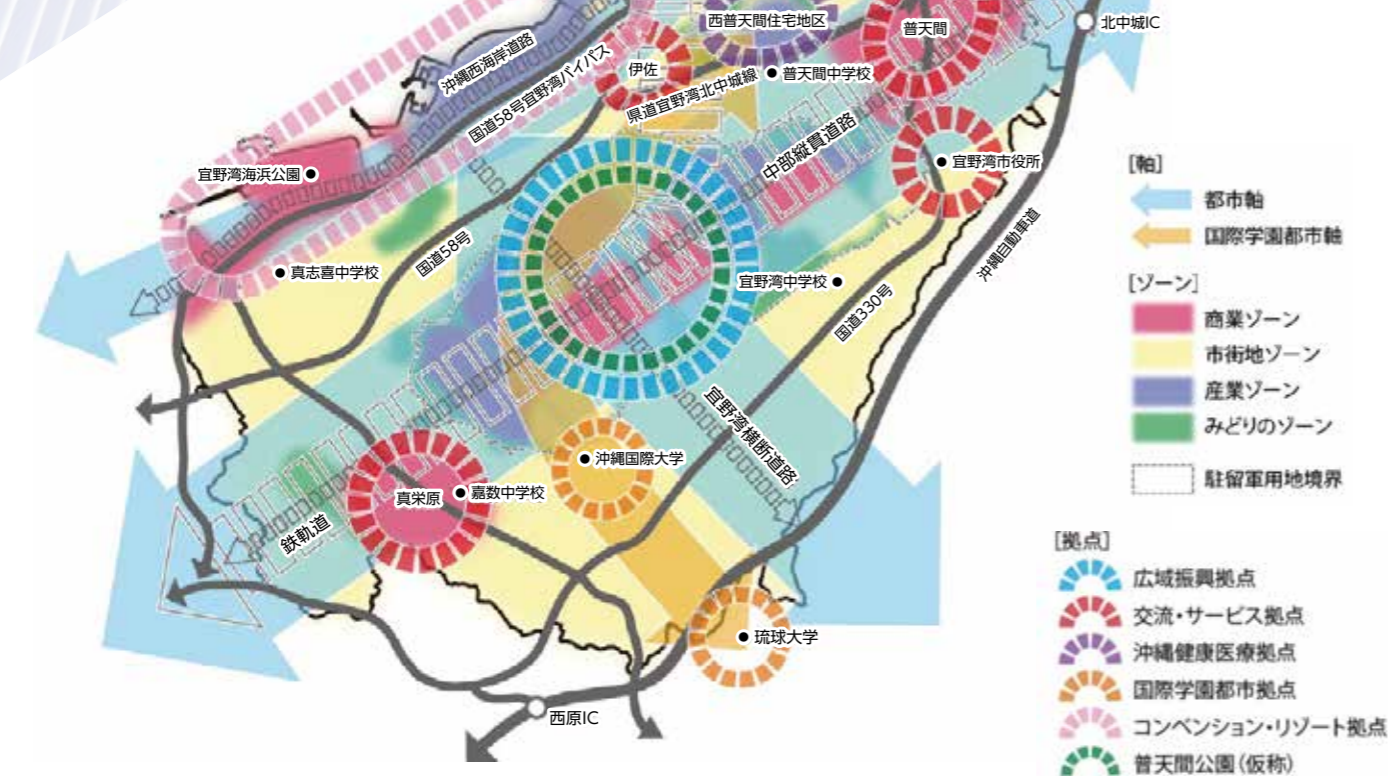 西普天間住宅地区
普天間
北中城IC
沖縄西海岸道路
国道58号宜野湾バイパス
伊佐
普天間中学校
県道宜野湾北中城線
中部縦貫道路
宜野湾海浜公園
宜野湾市役所
沖縄自動車道
真志喜中学校
国道58号
宜野湾中学校
国道330号
宜野湾横断道路
沖縄国際大学
真栄原
嘉数中学校
鉄軌道
琉球大学
西原IC
[軸]
都市軸
国際学園都市軸
[ゾーン]
商業ゾーン
市街地ゾーン
産業ゾーン
みどりのゾーン
駐留軍用地境界
[拠点]
広域振興拠点
交流・サービス拠点
沖縄健康医療拠点
国際学園都市拠点
コンベンション・リゾート拠点
普天間公園(仮称)